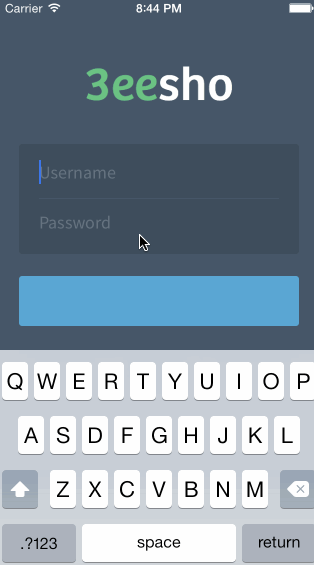 Carrier 8:44 PM
3eesho
Username
Password
Q W E R T Y U I O P
A S D F G H J K L
Z X C V B N M
.?123 space return